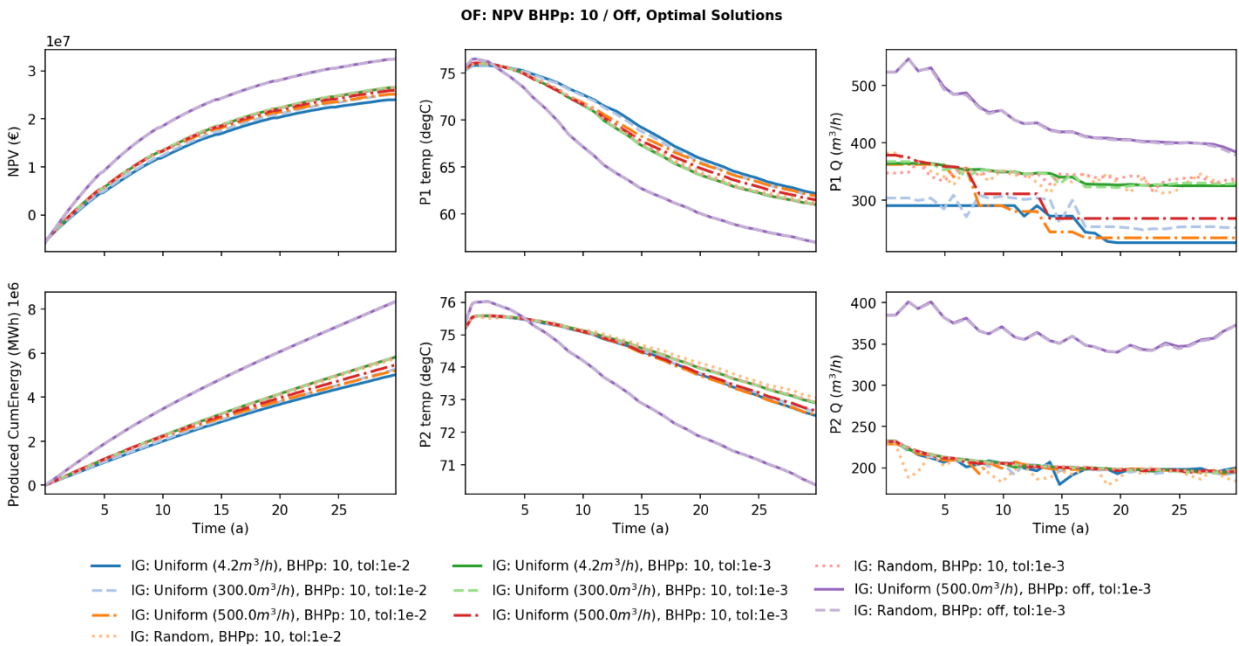 OF: NPV BHPp: 10 / Off, Optimal Solutions
1e7
NPV (€)
3
2
1
0
P1 temp (degC)
75
70
65
60
P1 Q (m³/h)
500
400
300
Produced CumEnergy (MWh) 1e6
8
6
4
2
0
5 10 15 20 25
Time (a)
P2 temp (degC)
76
75
74
73
72
71
5 10 15 20 25
Time (a)
P2 Q (m³/h)
400
350
300
250
200
5 10 15 20 25
Time (a)
IG: Uniform (4.2m³/h), BHPp: 10, tol:1e-2
IG: Uniform (300.0m³/h), BHPp: 10, tol:1e-2
IG: Uniform (500.0m³/h), BHPp: 10, tol:1e-2
IG: Random, BHPp: 10, tol:1e-2
IG: Uniform (4.2m³/h), BHPp: 10, tol:1e-3
IG: Uniform (300.0m³/h), BHPp: 10, tol:1e-3
IG: Uniform (500.0m³/h), BHPp: 10, tol:1e-3
IG: Random, BHPp: 10, tol:1e-3
IG: Uniform (500.0m³/h), BHPp: off, tol:1e-3
IG: Random, BHPp: off, tol:1e-3